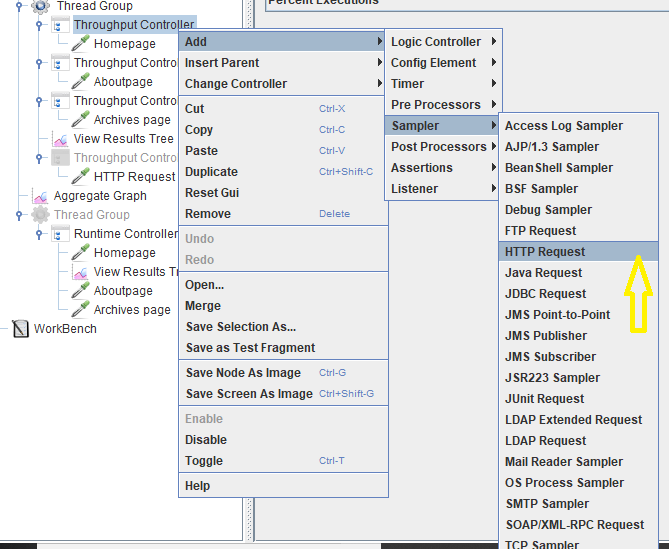 Thread Group
Percent Executions
Throughput Controller
Homepage
Throughput Contro
Aboutpage
Throughput Contro
Archives page
View Results Tree
Throughput Contro
HTTP Request
Aggregate Graph
Thread Group
Runtime Controller
Homepage
View Results Tr
Aboutpage
Archives page
WorkBench
Add
Insert Parent
Change Controller
Cut Ctrl-X
Copy Ctrl-C
Paste Ctrl-V
Duplicate Ctrl+Shift-C
Reset Gui
Remove Delete
Undo
Redo
Open...
Merge
Save Selection As...
Save as Test Fragment
Save Node As Image Ctrl-G
Save Screen As Image Ctrl+Shift-G
Enable
Disable
Toggle Ctrl-T
Help
Logic Controller
Config Element
Timer
Pre Processors
Sampler
Post Processors
Assertions
Listener
Access Log Sampler
AJP/1.3 Sampler
BeanShell Sampler
BSF Sampler
Debug Sampler
FTP Request
HTTP Request
Java Request
JDBC Request
JMS Point-to-Point
JMS Publisher
JMS Subscriber
JSR223 Sampler
JUnit Request
LDAP Extended Request
LDAP Request
Mail Reader Sampler
OS Process Sampler
SMTP Sampler
SOAP/XML-RPC Request
TCP Sampler